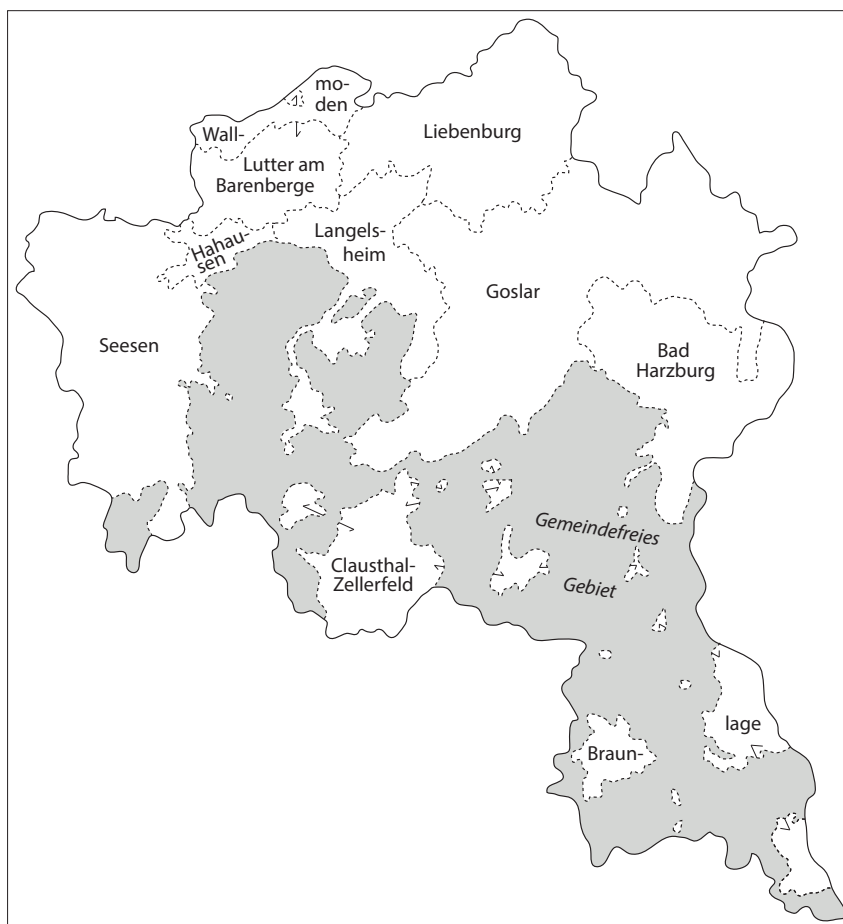 mo-
den
Wall-
Liebenburg
Lutter am
Barenberge
Langels-
heim
Hahau-
sen
Goslar
Seesen
Bad
Harzburg
Gemeindefreies
Gebiet
Clausthal-
Zellerfeld
lage
Braun-